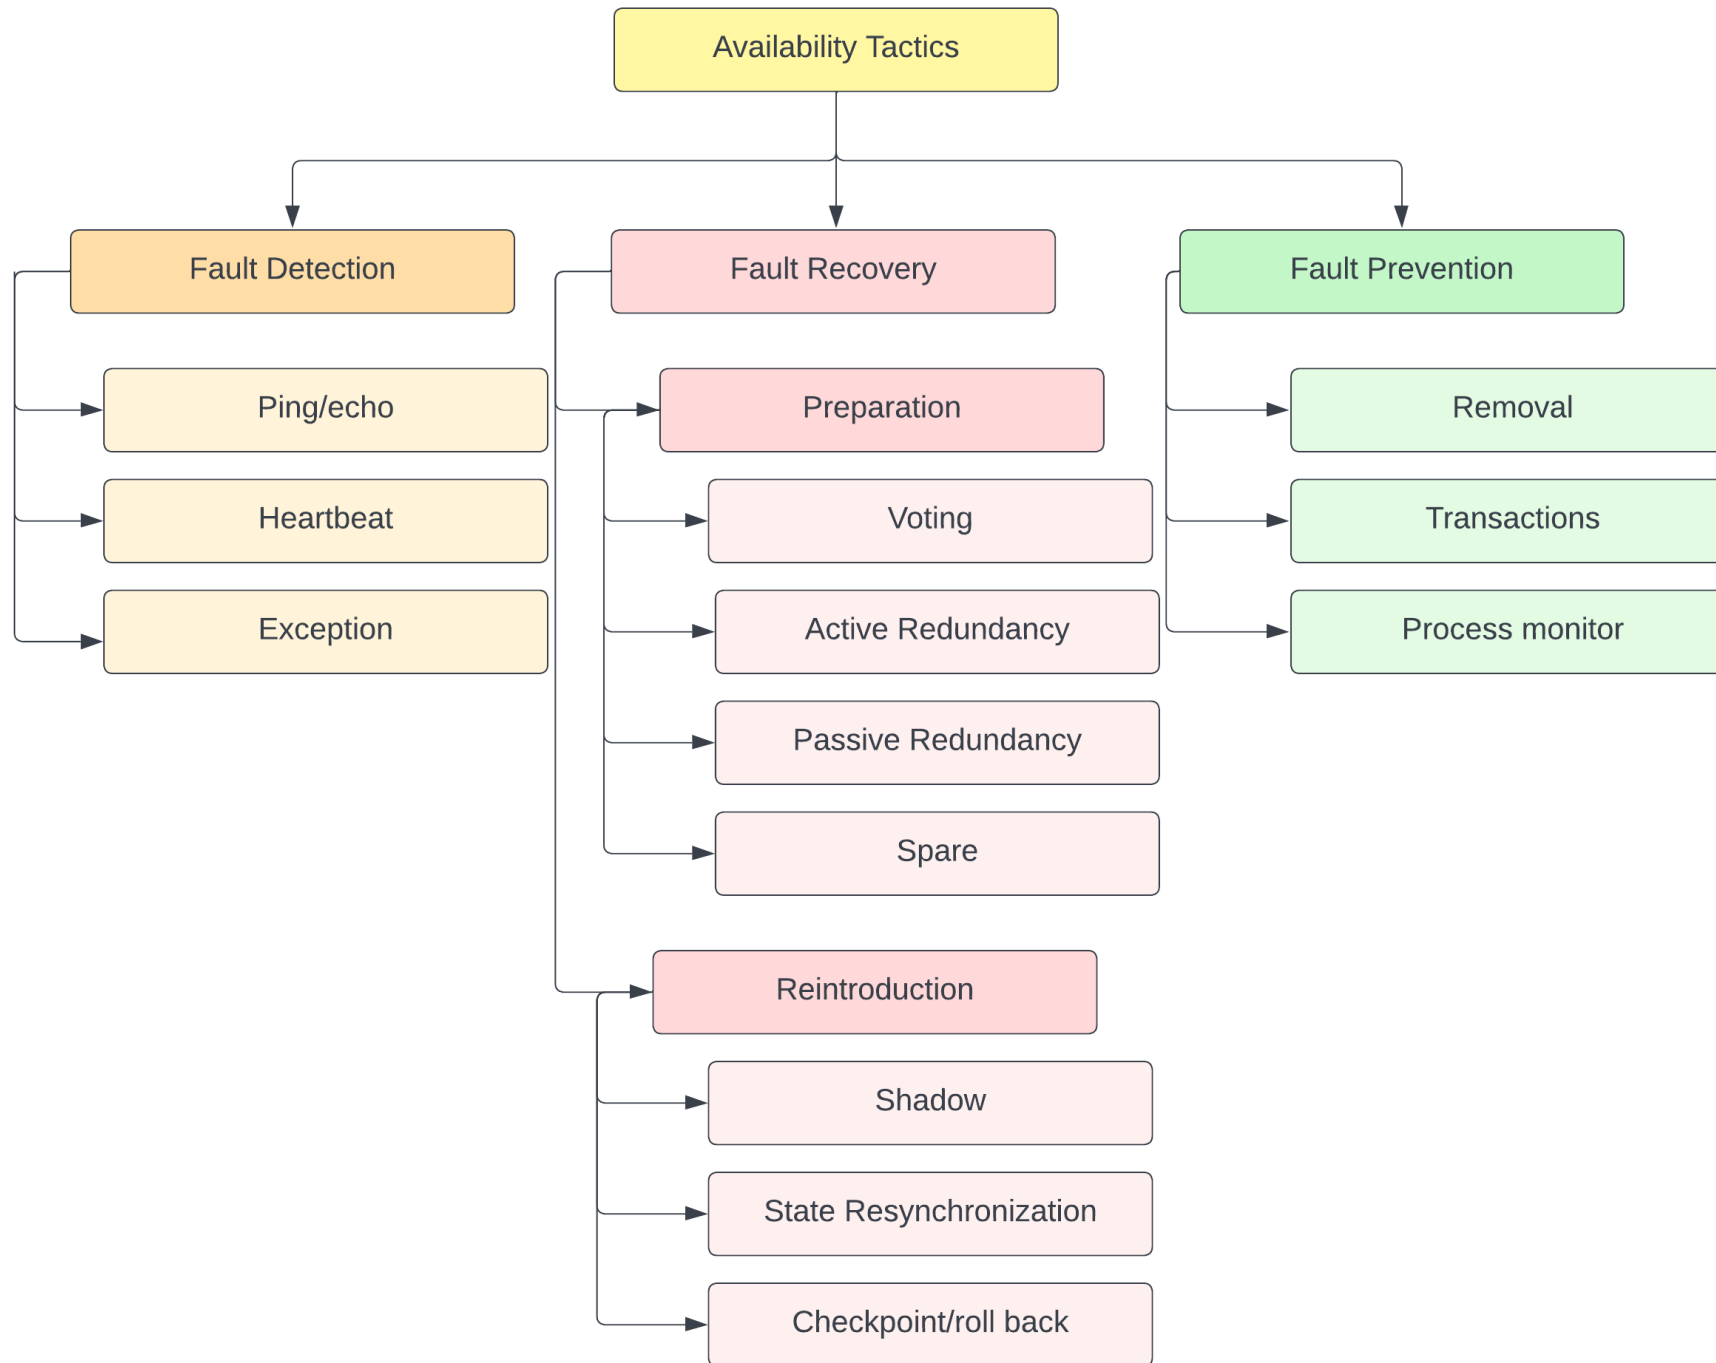 Availability Tactics
Fault Detection
Ping/echo
Heartbeat
Exception
Fault Recovery
Preparation
Voting
Active Redundancy
Passive Redundancy
Spare
Reintroduction
Shadow
State Resynchronization
Checkpoint/roll back
Fault Prevention
Removal
Transactions
Process monitor